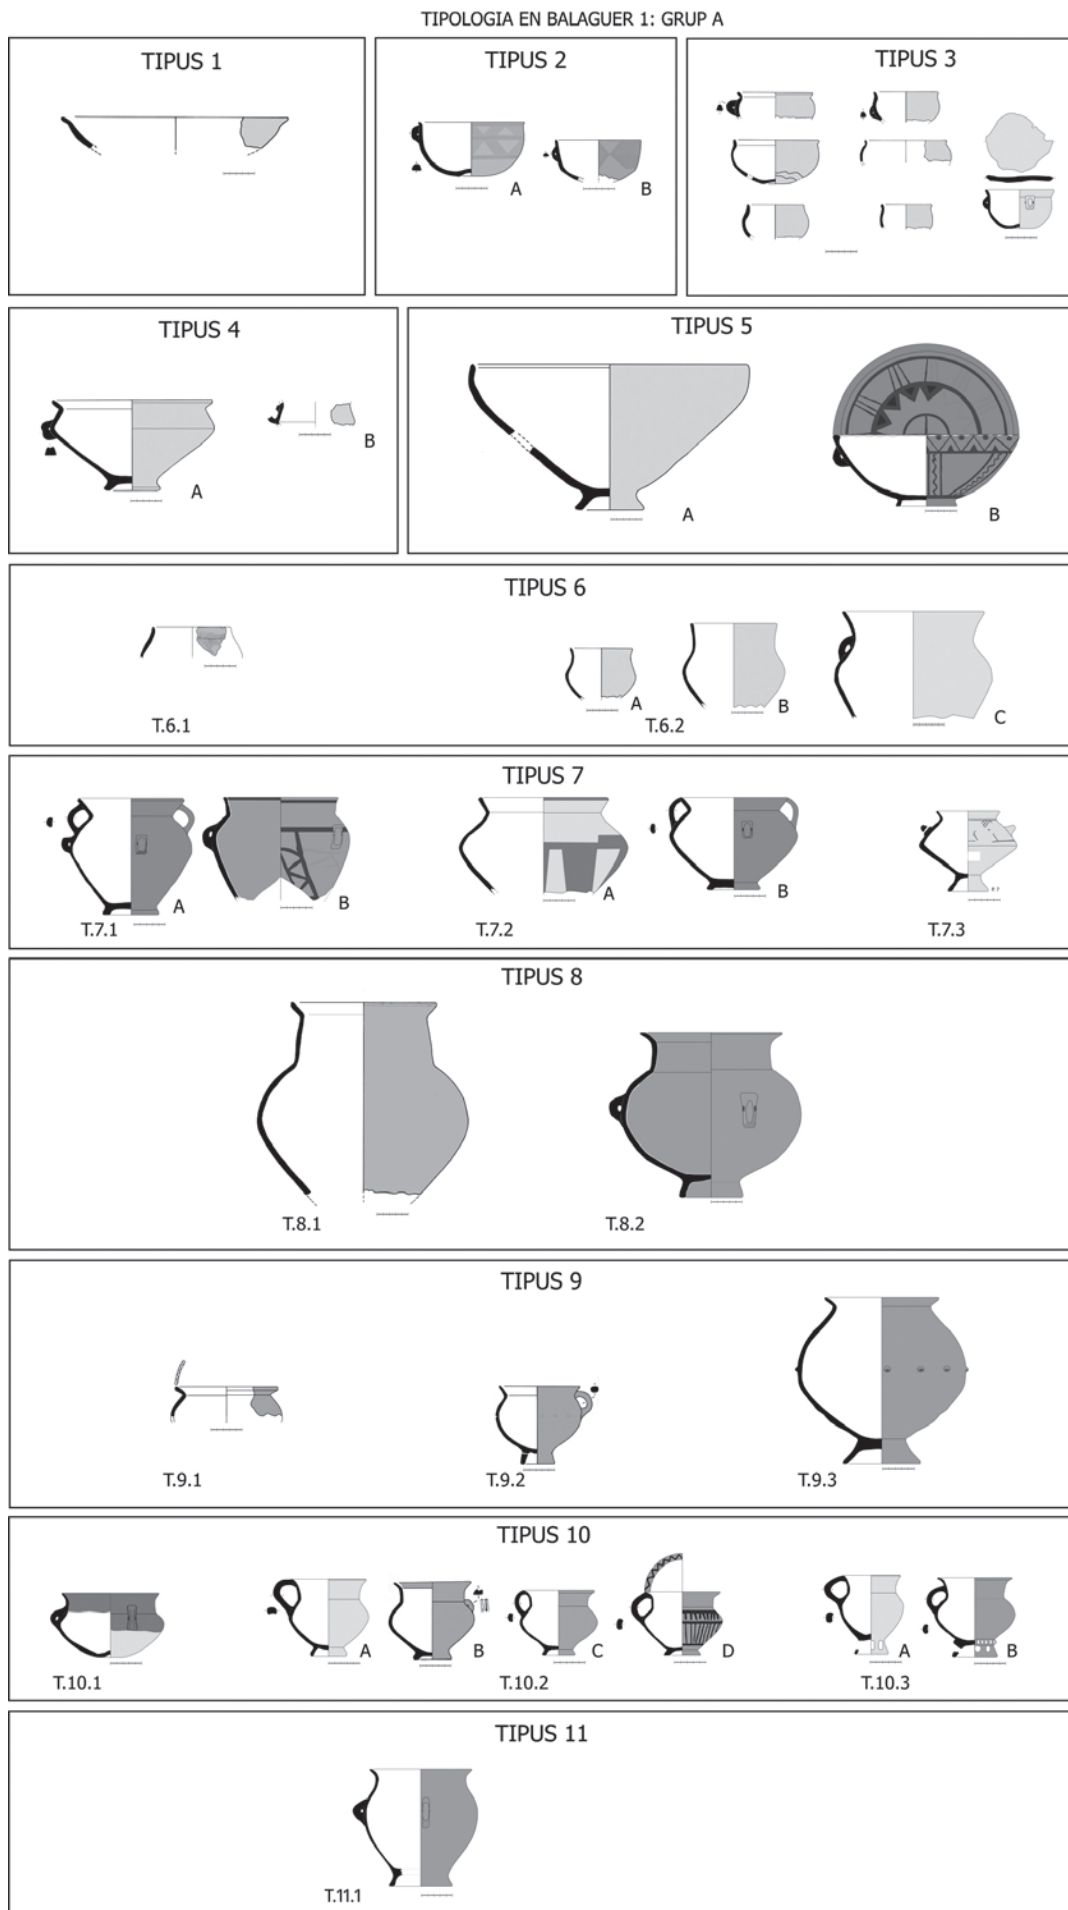 TIPOLOGIA EN BALAGUER 1: GRUP A
TIPUS 1
TIPUS 2
A
B
TIPUS 3
TIPUS 4
A
B
TIPUS 5
A
B
TIPUS 6
T.6.1
A
B
C
T.6.2
TIPUS 7
A
B
T.7.1
A
B
T.7.2
T.7.3
TIPUS 8
T.8.1
T.8.2
TIPUS 9
T.9.1
T.9.2
T.9.3
TIPUS 10
T.10.1
A
B
C
D
T.10.2
A
B
T.10.3
TIPUS 11
T.11.1